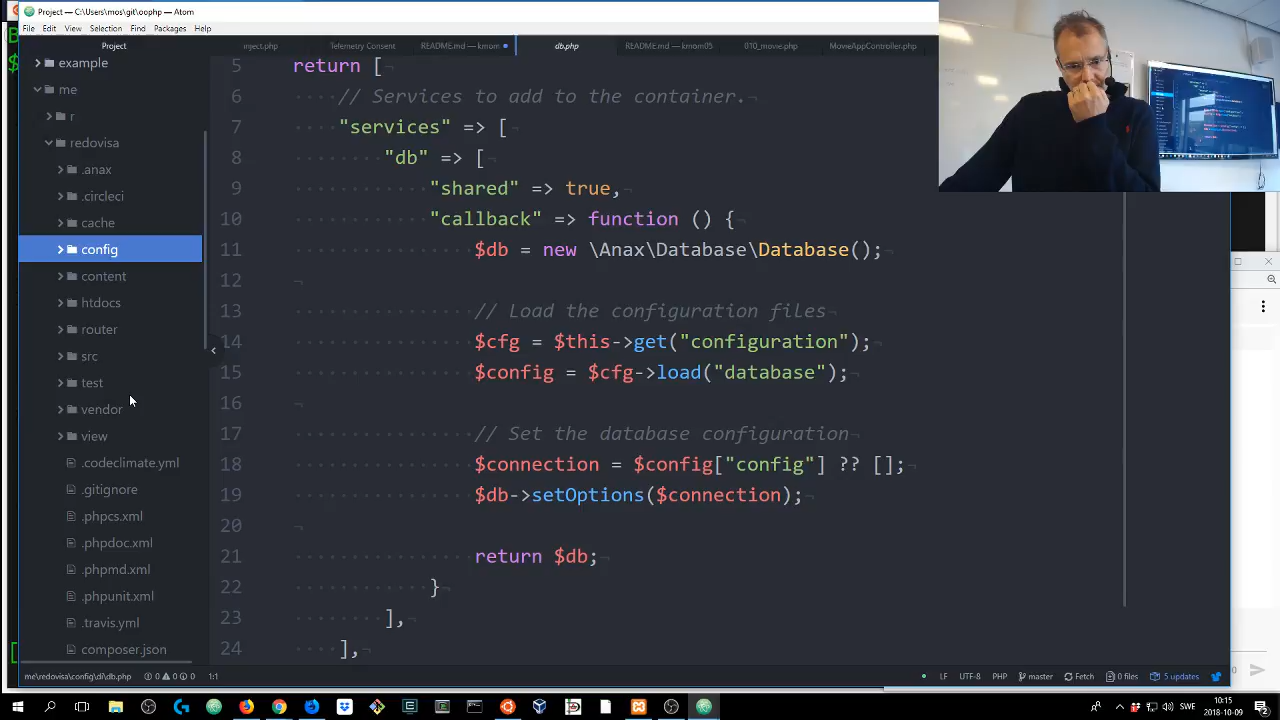 Project — C:\Users\mos\git\oophp — Atom
File Edit View Selection Find Packages Help
Project
inject.php
Telemetry Consent
README.md — kmom
db.php
README.md — kmom05
010_movie.php
MovieAppController.php
example
me
r
redovisa
.anax
.circleci
cache
config
content
htdocs
router
src
test
vendor
view
.codeclimate.yml
.gitignore
.phpcs.xml
.phpdoc.xml
.phpmd.xml
.phpunit.xml
.travis.yml
composer.json
5 return [
6 // Services to add to the container.
7 "services" => [
8 "db" => [
9 "shared" => true,
10 "callback" => function () {
11 $db = new \Anax\Database\Database();
12
13 // Load the configuration files
14 $cfg = $this->get("configuration");
15 $config = $cfg->load("database");
16
17 // Set the database configuration
18 $connection = $config["config"] ?? [];
19 $db->setOptions($connection);
20
21 return $db;
22 }
23 ],
24 ],
me\redovisa\config\di\db.php 0 0 0 1:1 LF UTF-8 PHP master Fetch 0 files 5 updates
SWE
10:15
2018-10-09